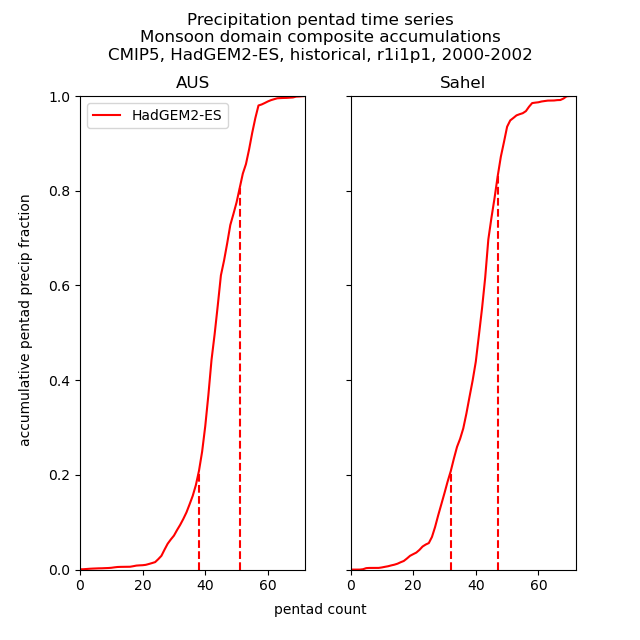 Precipitation pentad time series
Monsoon domain composite accumulations
CMIP5, HadGEM2-ES, historical, r1i1p1, 2000-2002
AUS
Sahel
HadGEM2-ES
accumulative pentad precip fraction
1.0
0.8
0.6
0.4
0.2
0.0
0 20 40 60
0 20 40 60
pentad count